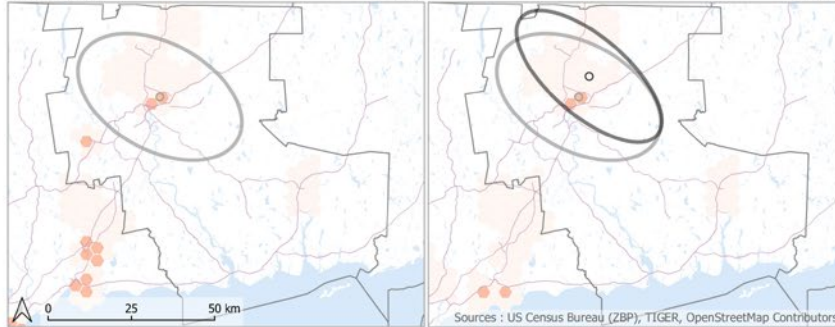 0 25 50 km
Sources : US Census Bureau (ZBP), TIGER, OpenStreetMap Contributors